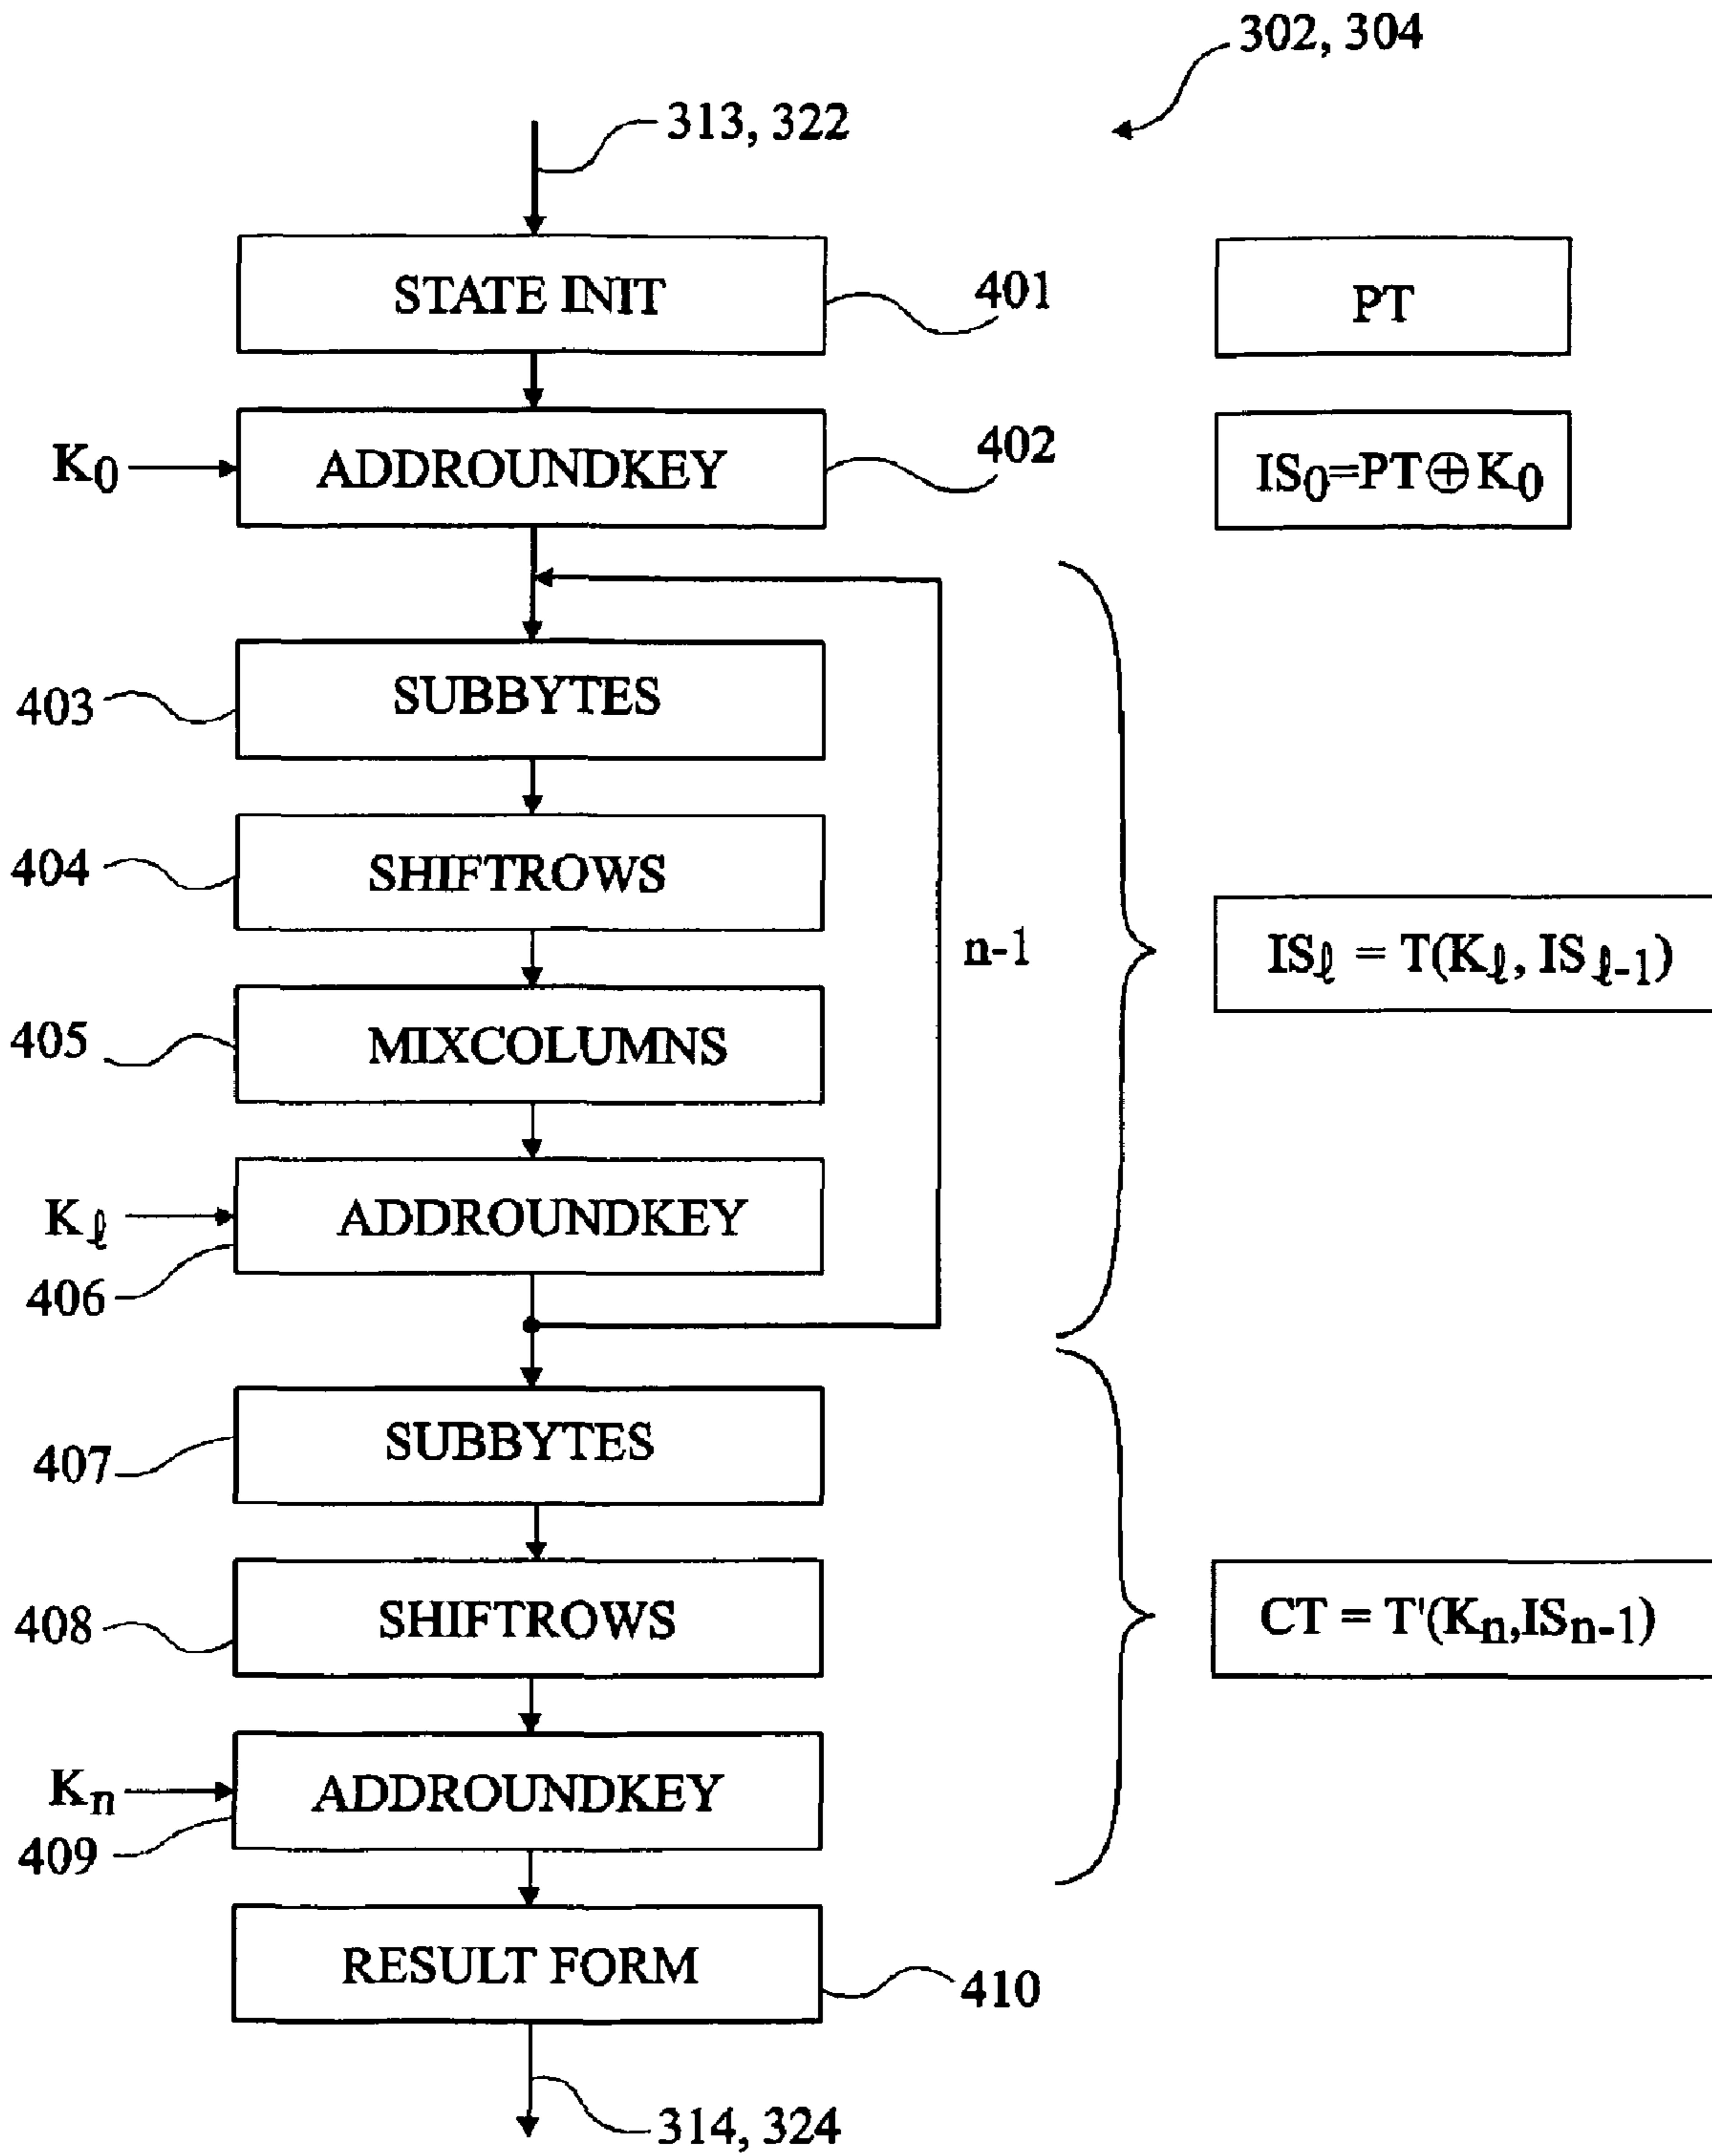 302, 304
313, 322
STATE INIT
401
PT
K₀
ADDROUNDKEY
402
IS₀=PT⊕K₀
403
SUBBYTES
404
SHIFTROWS
n-1
ISℓ = T(Kℓ, ISℓ-1)
405
MIXCOLUMNS
Kℓ
ADDROUNDKEY
406
SUBBYTES
407
408
SHIFTROWS
CT = T'(Kn,ISn-1)
Kn
ADDROUNDKEY
409
RESULT FORM
410
314, 324